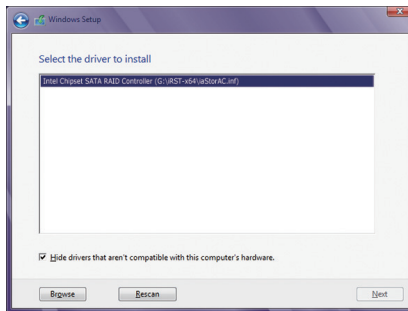 Windows Setup
Select the driver to install
Intel Chipset SATA RAID Controller (G:\iRST-x64\iaStorAC.inf)
Hide drivers that aren't compatible with this computer's hardware.
Browse
Rescan
Next